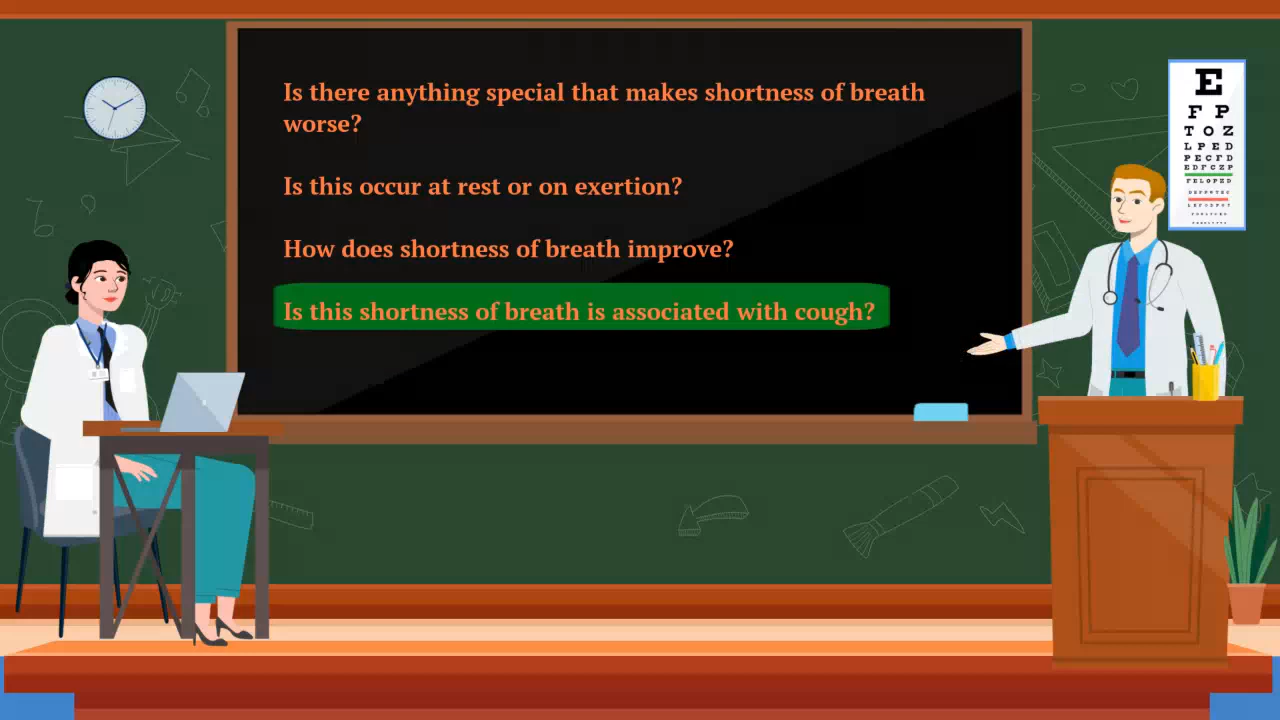 Is there anything special that makes shortness of breath
worse?
Is this occur at rest or on exertion?
How does shortness of breath improve?
Is this shortness of breath is associated with cough?
E
F P
T O Z
L P E D
P E C F D
E D F C Z P
F E L O P Z D